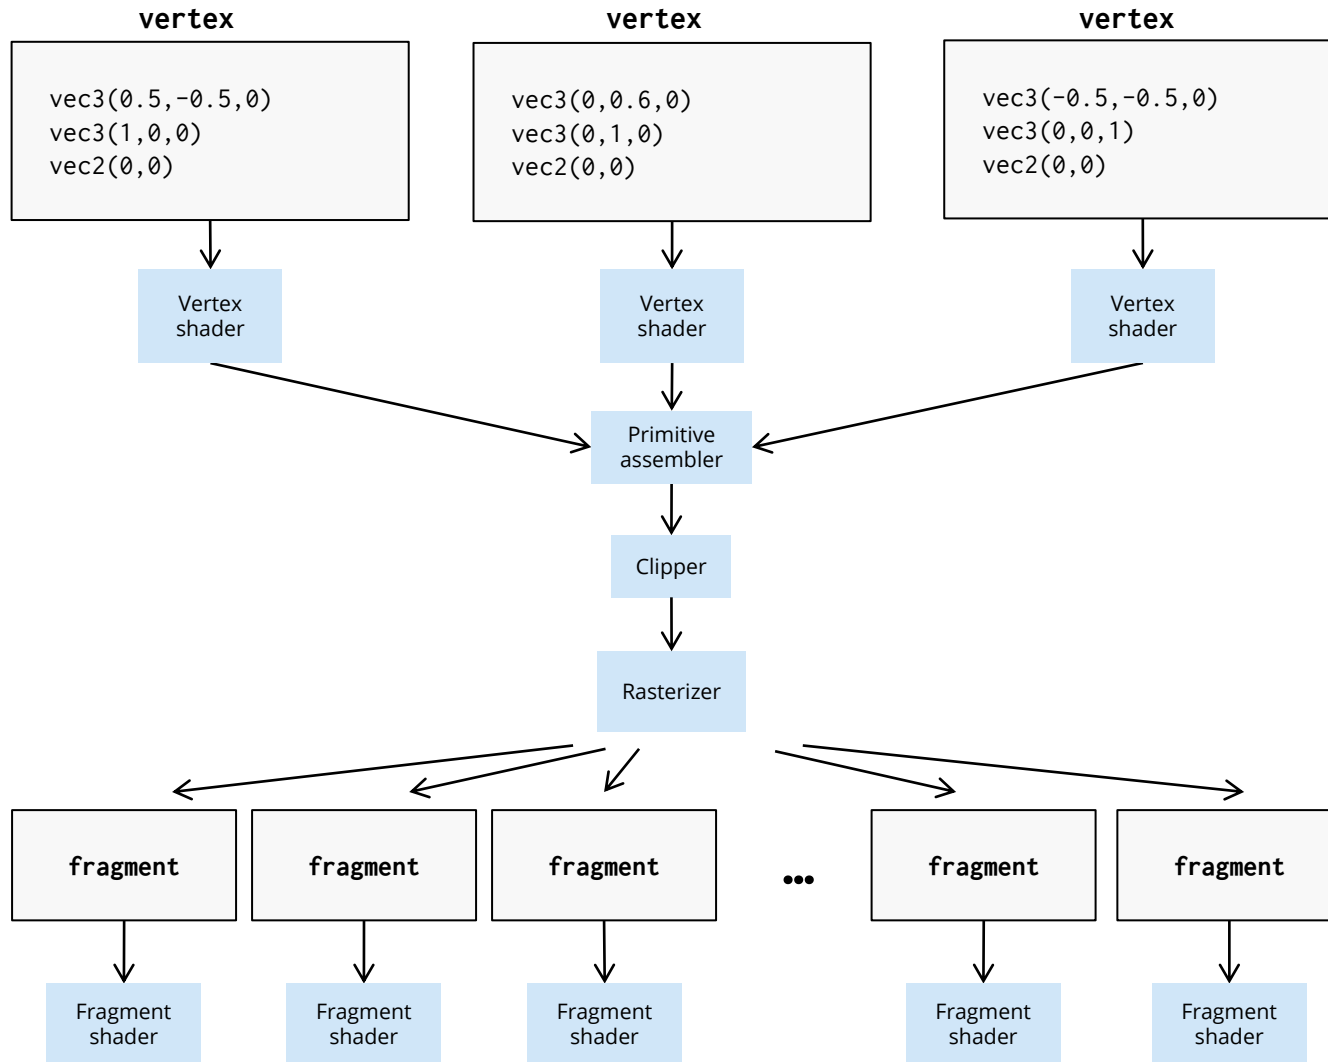 vertex
vertex
vertex
vec3(0.5,-0.5,0)
vec3(1,0,0)
vec2(0,0)
vec3(0,0.6,0)
vec3(0,1,0)
vec2(0,0)
vec3(-0.5,-0.5,0)
vec3(0,0,1)
vec2(0,0)
Vertex
shader
Vertex
shader
Vertex
shader
Primitive
assembler
Clipper
Rasterizer
fragment
fragment
fragment
•••
fragment
fragment
Fragment
shader
Fragment
shader
Fragment
shader
Fragment
shader
Fragment
shader